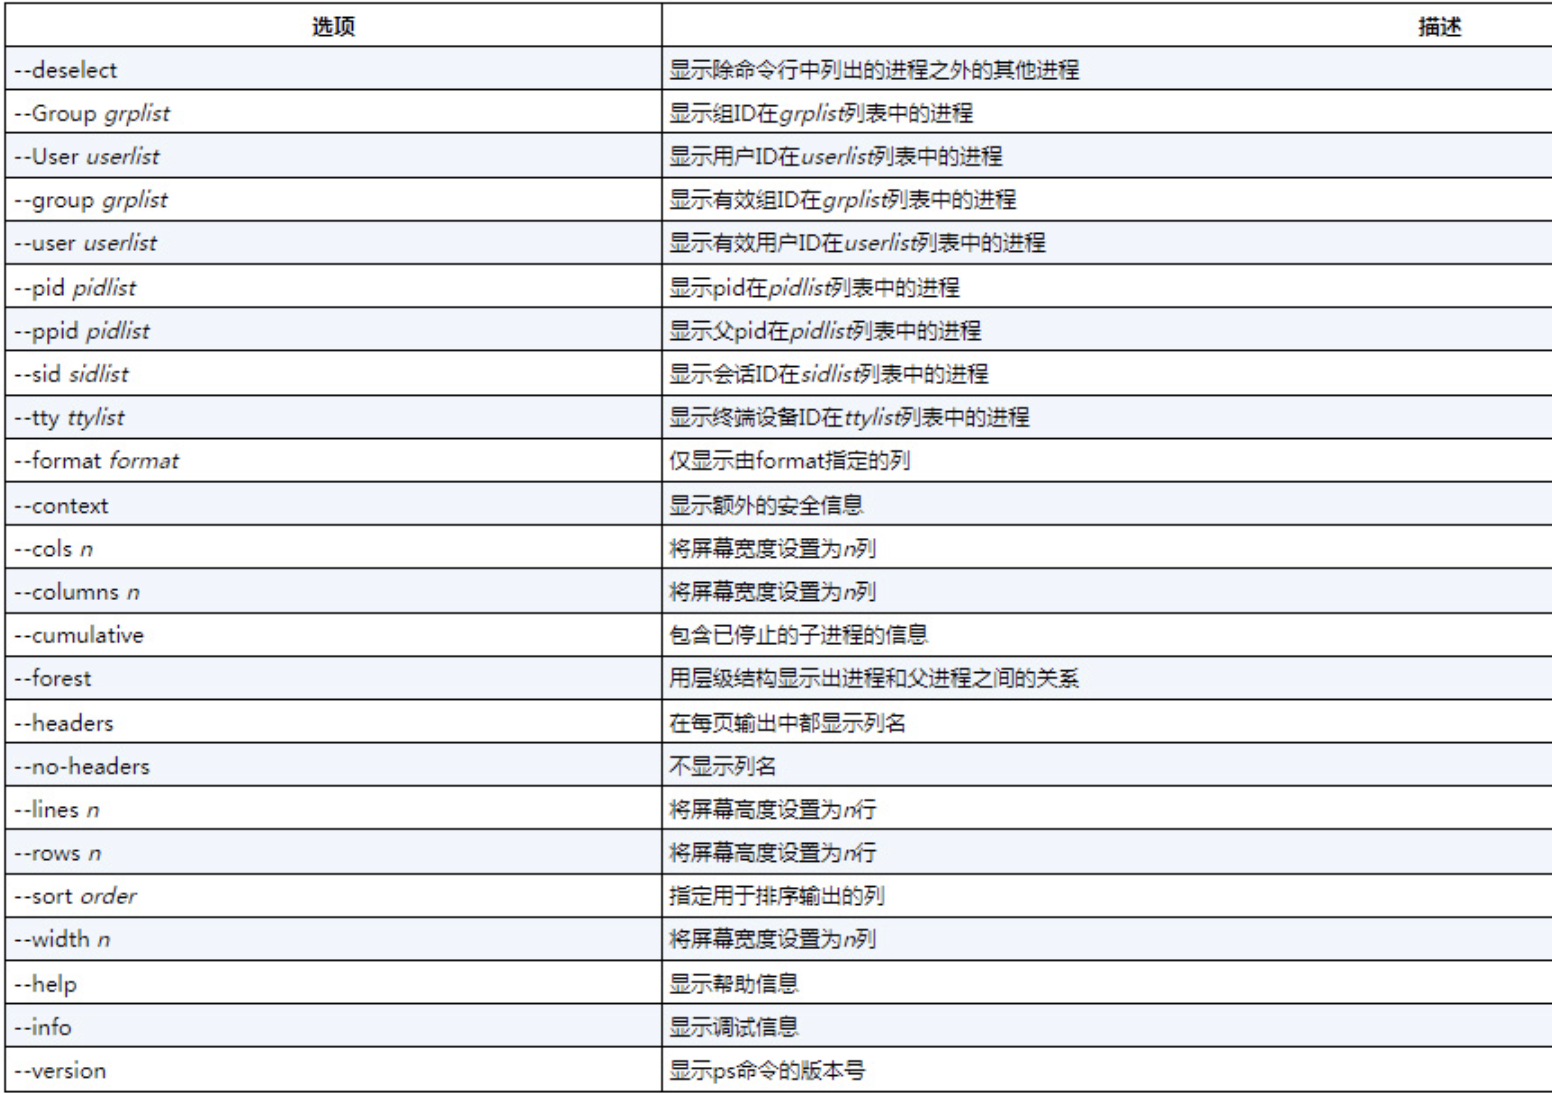 选项 描述
--deselect 显示除命令行中列出的进程之外的其他进程
--Group grplist 显示组ID在grplist列表中的进程
--User userlist 显示用户ID在userlist列表中的进程
--group grplist 显示有效组ID在grplist列表中的进程
--user userlist 显示有效用户ID在userlist列表中的进程
--pid pidlist 显示pid在pidlist列表中的进程
--ppid pidlist 显示父pid在pidlist列表中的进程
--sid sidlist 显示会话ID在sidlist列表中的进程
--tty ttylist 显示终端设备ID在ttylist列表中的进程
--format format 仅显示由format指定的列
--context 显示额外的安全信息
--cols n 将屏幕宽度设置为n列
--columns n 将屏幕宽度设置为n列
--cumulative 包含已停止的子进程的信息
--forest 用层级结构显示出进程和父进程之间的关系
--headers 在每页输出中都显示列名
--no-headers 不显示列名
--lines n 将屏幕高度设置为n行
--rows n 将屏幕高度设置为n行
--sort order 指定用于排序输出的列
--width n 将屏幕宽度设置为n列
--help 显示帮助信息
--info 显示调试信息
--version 显示ps命令的版本号